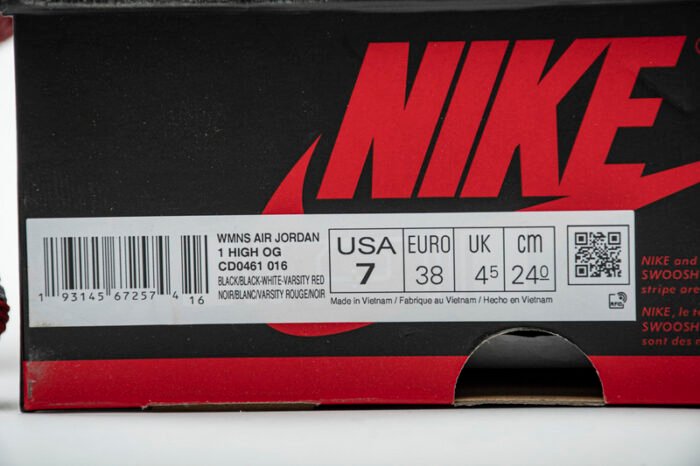 NIKE
WMNS AIR JORDAN
1 HIGH OG
CD0461 016
BLACK/BLACK-WHITE-VARSITY RED
NOIR/BLANC/VARSITY ROUGE/NOIR
1 93145 67257 4 16
USA EURO UK cm
7 38 4.5 24.0
Made in Vietnam / Fabrique au Vietnam / Hecho en Vietnam
NIKE and
SWOOSH
stripe are
NIKE, le
SWOOSH
sont des